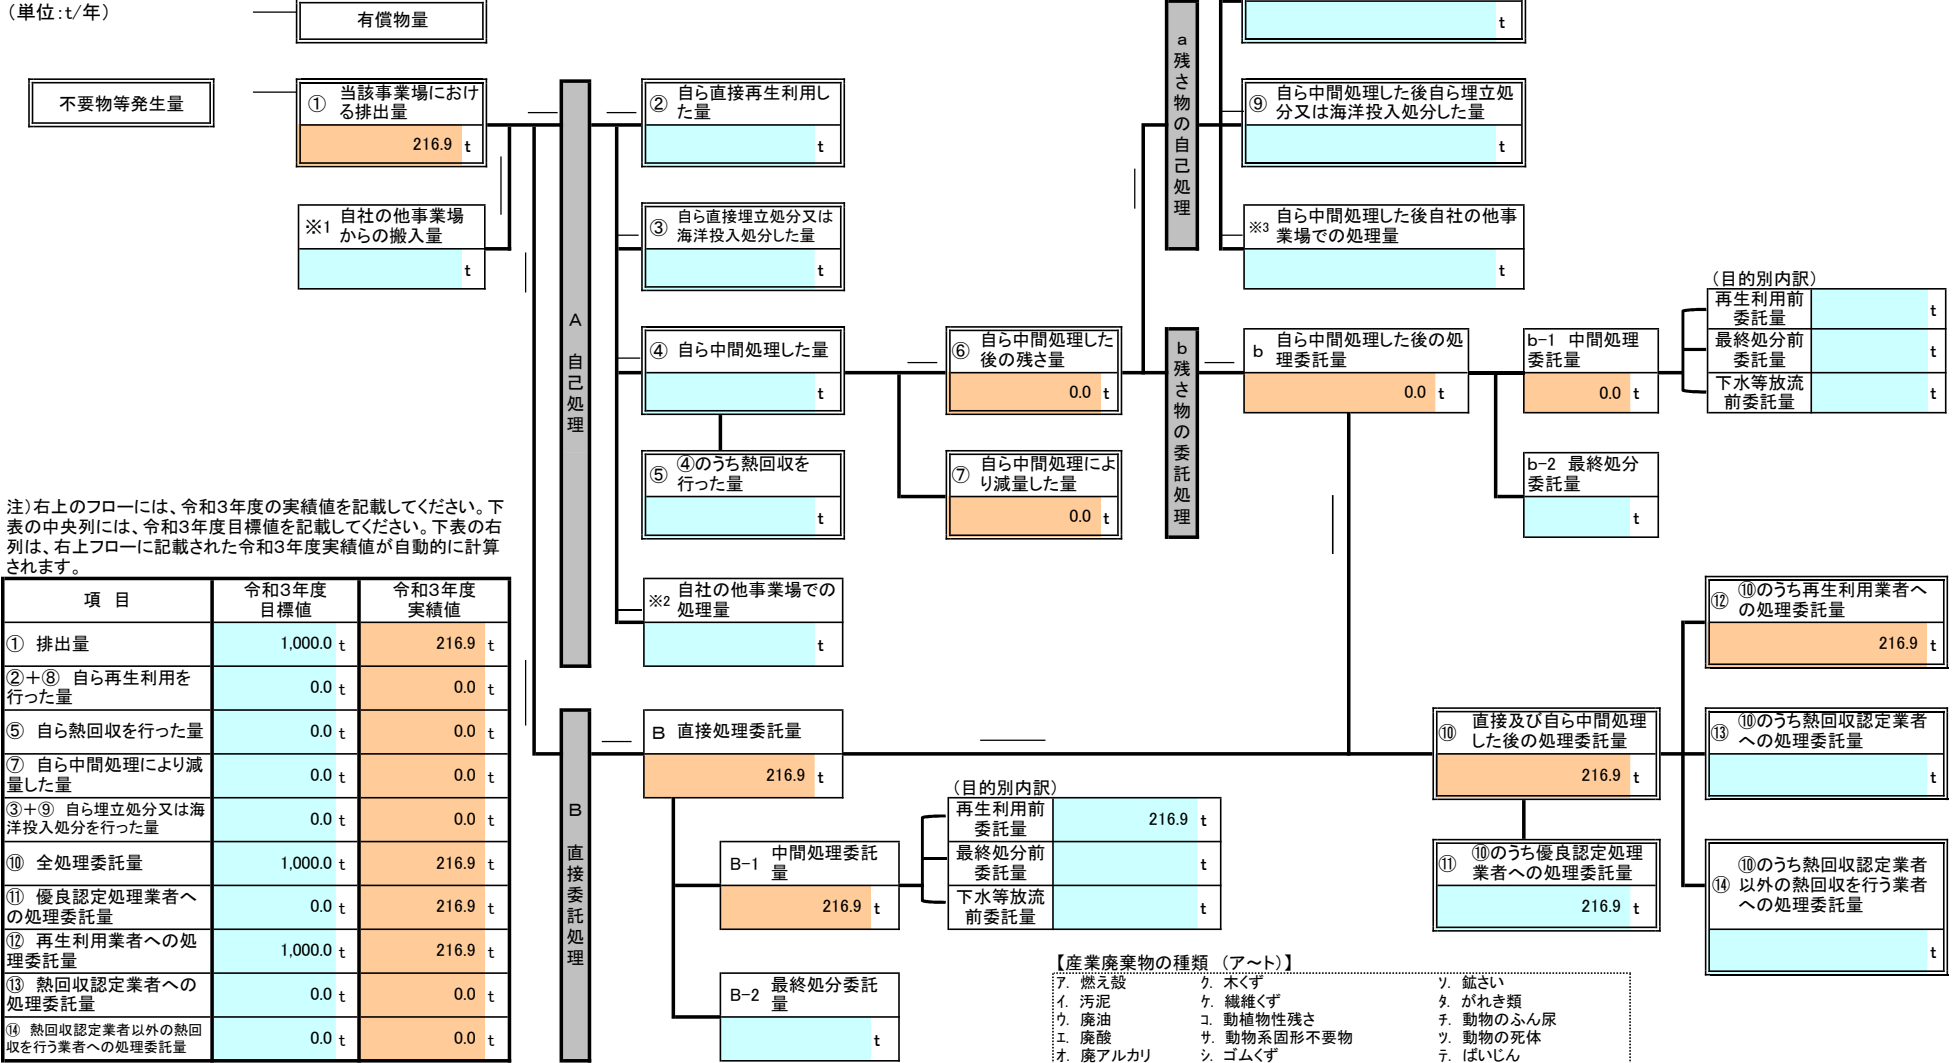 （単位:t/年）
有償物量
t
不要物等発生量
① 当該事業場におけ
る排出量
216.9 t
※1 自社の他事業場
からの搬入量
t
A 自己処理
② 自ら直接再生利用し
た量
t
③ 自ら直接埋立処分又は
海洋投入処分した量
t
④ 自ら中間処理した量
t
⑤ ④のうち熱回収を
行った量
t
※2 自社の他事業場での
処理量
t
⑥ 自ら中間処理した
後の残さ量
0.0 t
⑦ 自ら中間処理によ
り減量した量
0.0 t
a 残さ物の自己処理
⑨ 自ら中間処理した後自ら埋立処
分又は海洋投入処分した量
t
※3 自ら中間処理した後自社の他事
業場での処理量
t
b 残さ物の委託処理
b 自ら中間処理した後の処
理委託量
0.0 t
b-1 中間処理
委託量
0.0 t
b-2 最終処分
委託量
t
（目的別内訳）
再生利用前
委託量
t
最終処分前
委託量
t
下水等放流
前委託量
t
注）右上のフローには、令和3年度の実績値を記載してください。下
表の中央列には、令和3年度目標値を記載してください。下表の右
列は、右上フローに記載された令和3年度実績値が自動的に計算
されます。
項 目 令和3年度 目標値 令和3年度 実績値
① 排出量 1,000.0 t 216.9 t
②＋⑧ 自ら再生利用を
行った量 0.0 t 0.0 t
⑤ 自ら熱回収を行った量 0.0 t 0.0 t
⑦ 自ら中間処理により減
量した量 0.0 t 0.0 t
③＋⑨ 自ら埋立処分又は海
洋投入処分を行った量 0.0 t 0.0 t
⑩ 全処理委託量 1,000.0 t 216.9 t
⑪ 優良認定処理業者へ
の処理委託量 0.0 t 216.9 t
⑫ 再生利用業者への処
理委託量 1,000.0 t 216.9 t
⑬ 熱回収認定業者への
処理委託量 0.0 t 0.0 t
⑭ 熱回収認定業者以外の熱回
収を行う業者への処理委託量 0.0 t 0.0 t
B 直接委託処理
B 直接処理委託量
216.9 t
B-1 中間処理委託
量
216.9 t
B-2 最終処分委託
量
t
（目的別内訳）
再生利用前
委託量
216.9 t
最終処分前
委託量
t
下水等放流
前委託量
t
⑩ 直接及び自ら中間処理
した後の処理委託量
216.9 t
⑪ ⑩のうち優良認定処理
業者への処理委託量
216.9 t
⑫ ⑩のうち再生利用業者へ
の処理委託量
216.9 t
⑬ ⑩のうち熱回収認定業者
への処理委託量
t
⑭ ⑩のうち熱回収認定業者
以外の熱回収を行う業者
への処理委託量
t
【産業廃棄物の種類 （ア～ト）】
ア. 燃え殻 ク. 木くず ソ. 鉱さい
イ. 汚泥 ケ. 繊維くず タ. がれき類
ウ. 廃油 コ. 動植物性残さ チ. 動物のふん尿
エ. 廃酸 サ. 動物系固形不要物 ツ. 動物の死体
オ. 廃アルカリ シ. ゴムくず テ. ばいじん